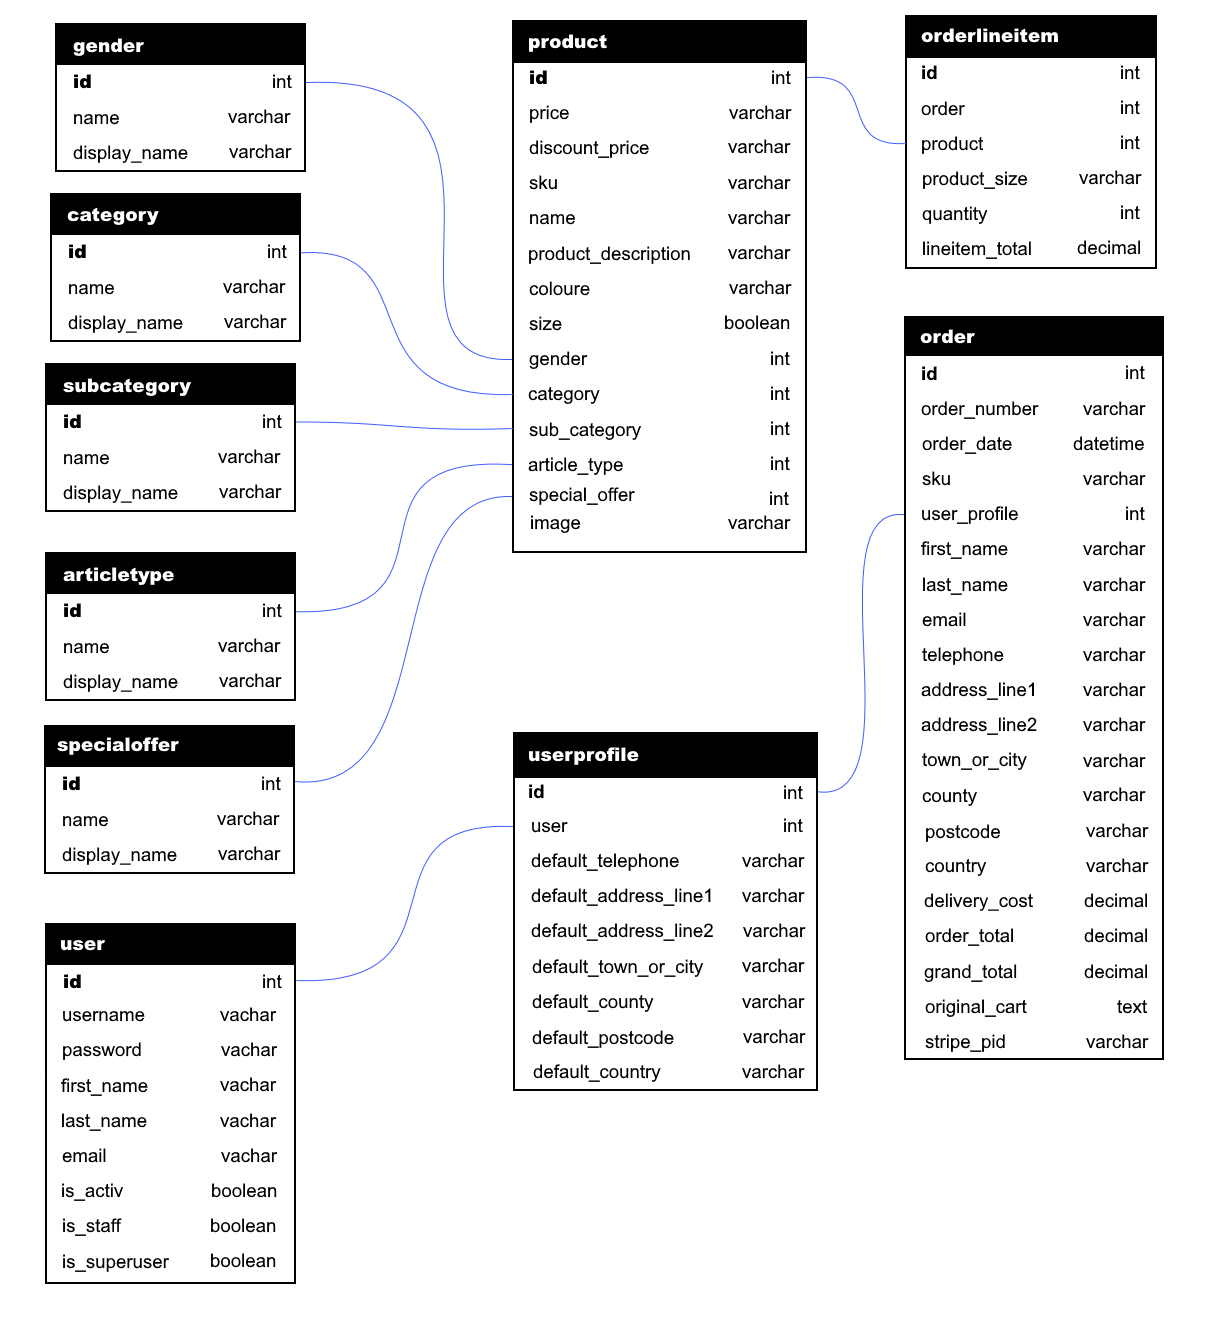 gender
id int
name varchar
display_name varchar
category
id int
name varchar
display_name varchar
subcategory
id int
name varchar
display_name varchar
articletype
id int
name varchar
display_name varchar
specialoffer
id int
name varchar
display_name varchar
user
id int
username vachar
password vachar
first_name vachar
last_name vachar
email vachar
is_activ boolean
is_staff boolean
is_superuser boolean
product
id int
price varchar
discount_price varchar
sku varchar
name varchar
product_description varchar
coloure varchar
size boolean
gender int
category int
sub_category int
article_type int
special_offer int
image varchar
userprofile
id int
user int
default_telephone varchar
default_address_line1 varchar
default_address_line2 varchar
default_town_or_city varchar
default_county varchar
default_postcode varchar
default_country varchar
orderlineitem
id int
order int
product int
product_size varchar
quantity int
lineitem_total decimal
order
id int
order_number varchar
order_date datetime
sku varchar
user_profile int
first_name varchar
last_name varchar
email varchar
telephone varchar
address_line1 varchar
address_line2 varchar
town_or_city varchar
county varchar
postcode varchar
country varchar
delivery_cost decimal
order_total decimal
grand_total decimal
original_cart text
stripe_pid varchar